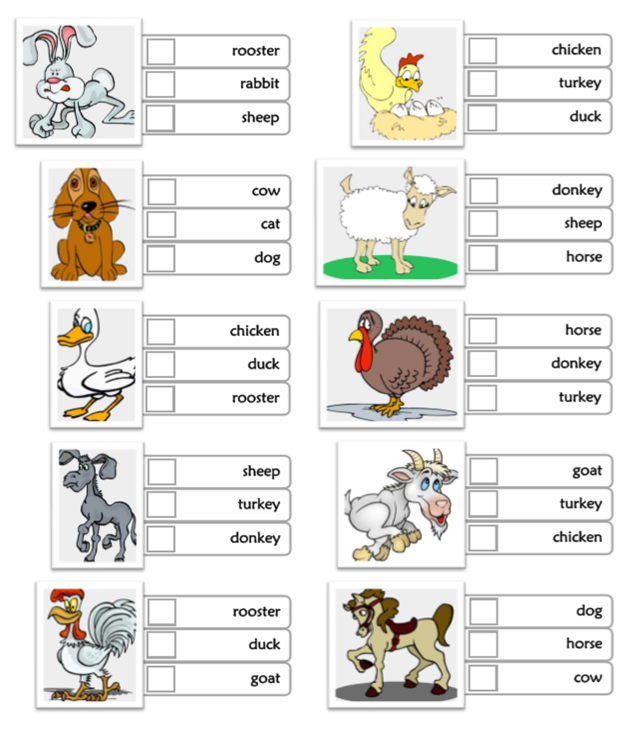 rooster
rabbit
sheep
chicken
turkey
duck
cow
cat
dog
donkey
sheep
horse
chicken
duck
rooster
horse
donkey
turkey
sheep
turkey
donkey
goat
turkey
chicken
rooster
duck
goat
dog
horse
cow